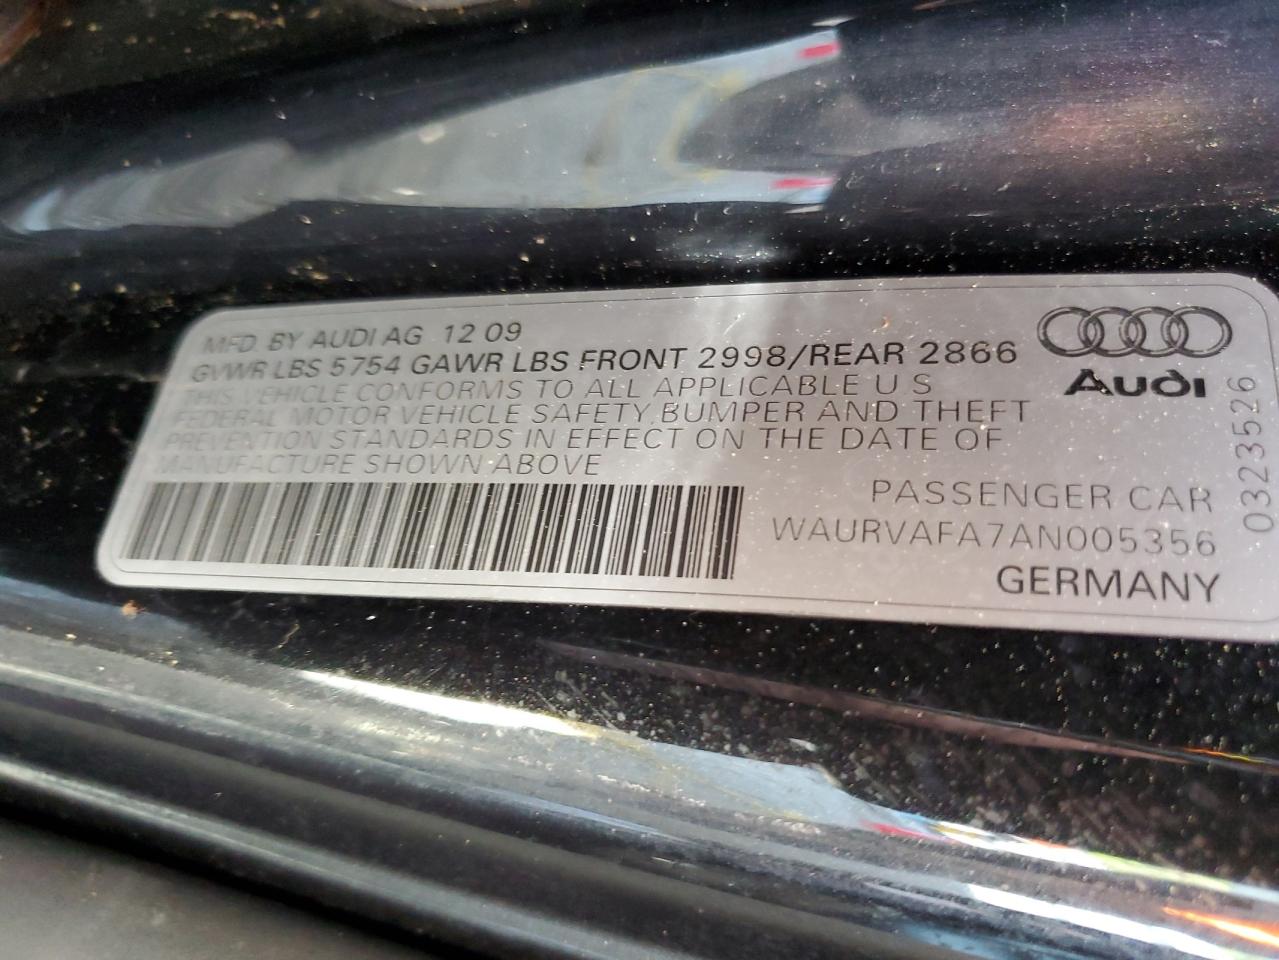 MFD BY AUDI AG 12 09
GVWR LBS 5754 GAWR LBS FRONT 2998/REAR 2866
THIS VEHICLE CONFORMS TO ALL APPLICABLE U S
FEDERAL MOTOR VEHICLE SAFETY, BUMPER AND THEFT
PREVENTION STANDARDS IN EFFECT ON THE DATE OF
MANUFACTURE SHOWN ABOVE
Audi
PASSENGER CAR
WAURVAFA7AN005356
GERMANY
0323526